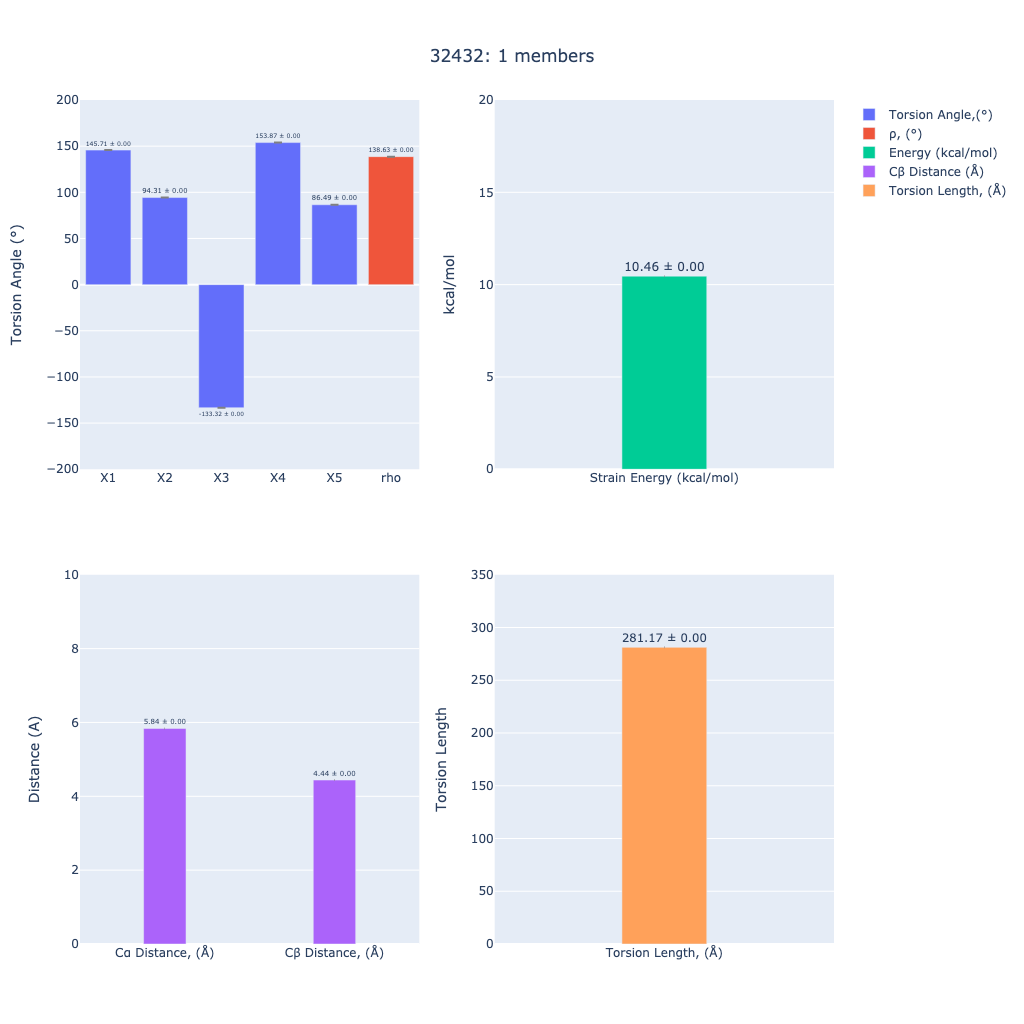 32432: 1 members
200
150
100
50
0
−50
−100
−150
−200
Torsion Angle (°)
145.71 ± 0.00
94.31 ± 0.00
-133.32 ± 0.00
153.87 ± 0.00
86.49 ± 0.00
138.63 ± 0.00
X1
X2
X3
X4
X5
rho
20
15
10
5
0
kcal/mol
10.46 ± 0.00
Strain Energy (kcal/mol)
Torsion Angle,(°)
ρ, (°)
Energy (kcal/mol)
Cβ Distance (Å)
Torsion Length, (Å)
10
8
6
4
2
0
Distance (A)
5.84 ± 0.00
4.44 ± 0.00
Cα Distance, (Å)
Cβ Distance, (Å)
350
300
250
200
150
100
50
0
Torsion Length
281.17 ± 0.00
Torsion Length, (Å)